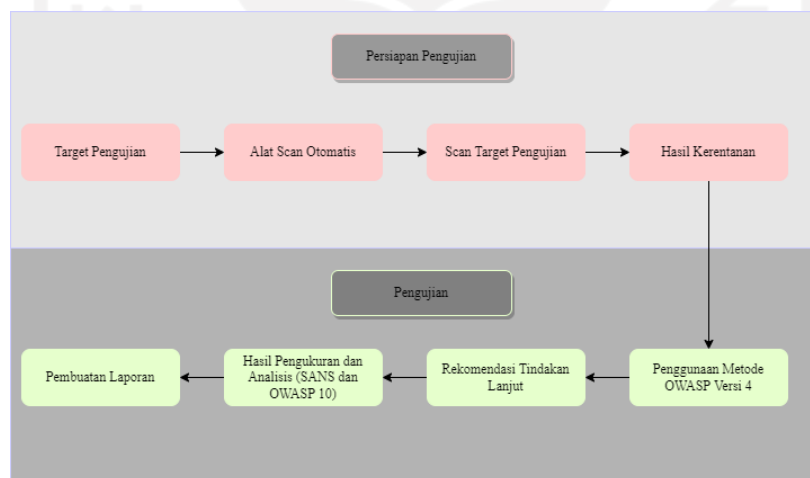 Persiapan Pengujian
Target Pengujian
Alat Scan Otomatis
Scan Target Pengujian
Hasil Kerentanan
Pengujian
Pembuatan Laporan
Hasil Pengukuran dan
Analisis (SANS dan
OWASP 10)
Rekomendasi Tindakan
Lanjut
Penggunaan Metode
OWASP Versi 4